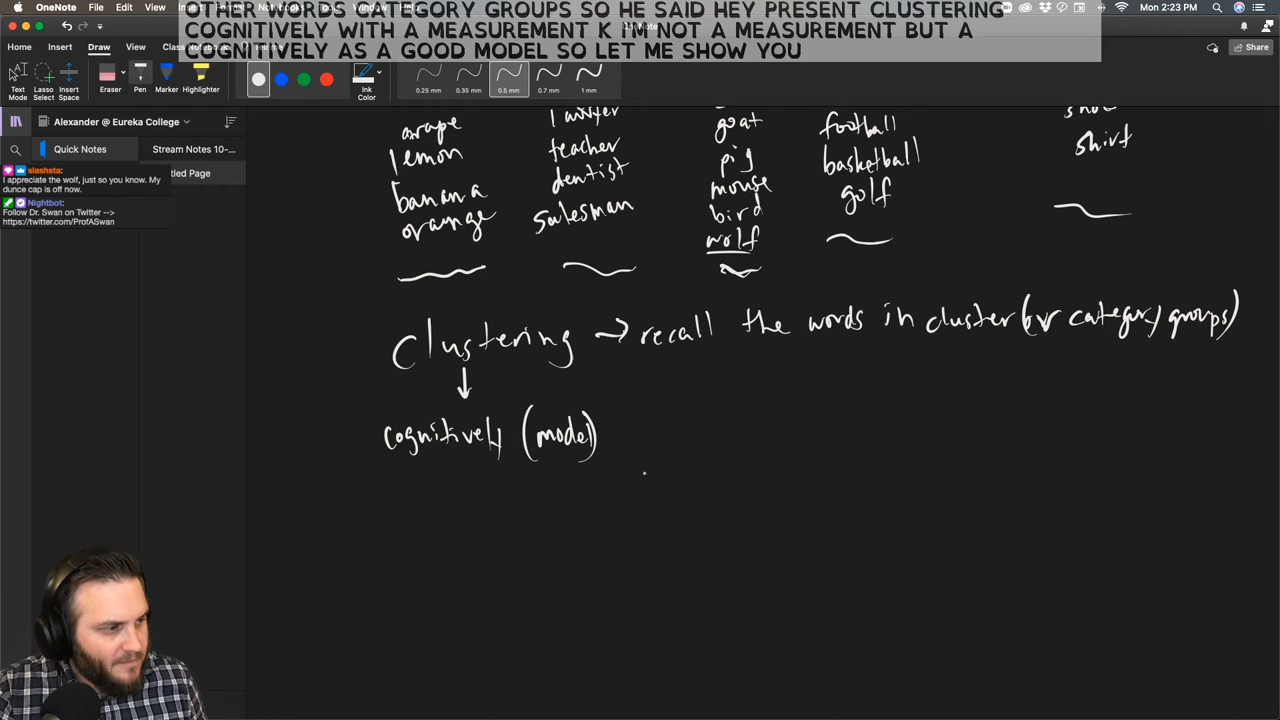 OneNote File Edit View Window Mon 2:23 PM
OTHER WORDS CATEGORY GROUPS SO HE SAID HEY PRESENT CLUSTERING
COGNITIVELY WITH A MEASUREMENT K I'M NOT A MEASUREMENT BUT A
COGNITIVELY AS A GOOD MODEL SO LET ME SHOW YOU
Home Draw Share
Text Mode
Lasso Select
Insert Space
Eraser
Pen
Marker
Highlighter
Ink Color
0.25 mm 0.35 mm 0.5 mm 0.7 mm 1 mm
Alexander @ Eureka College
Quick Notes Stream Notes 10-...
slashsta:
I appreciate the wolf, just so you know. My
dunce cap is off now.
Nightbot:
Follow Dr. Swan on Twitter -->
https://twitter.com/ProfASwan
lemon
banana
orange
teacher
dentist
salesman
goat
pig
mouse
bird
wolf
football
basketball
golf
shirt
Clustering → recall the words in cluster (or category groups)
↓
cognitively (model)